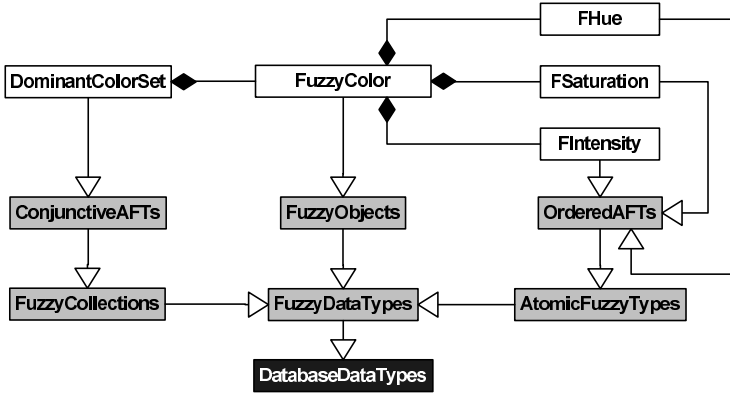 FHue
DominantColorSet
FuzzyColor
FSaturation
FIntensity
ConjunctiveAFTs
FuzzyObjects
OrderedAFTs
FuzzyCollections
FuzzyDataTypes
AtomicFuzzyTypes
DatabaseDataTypes